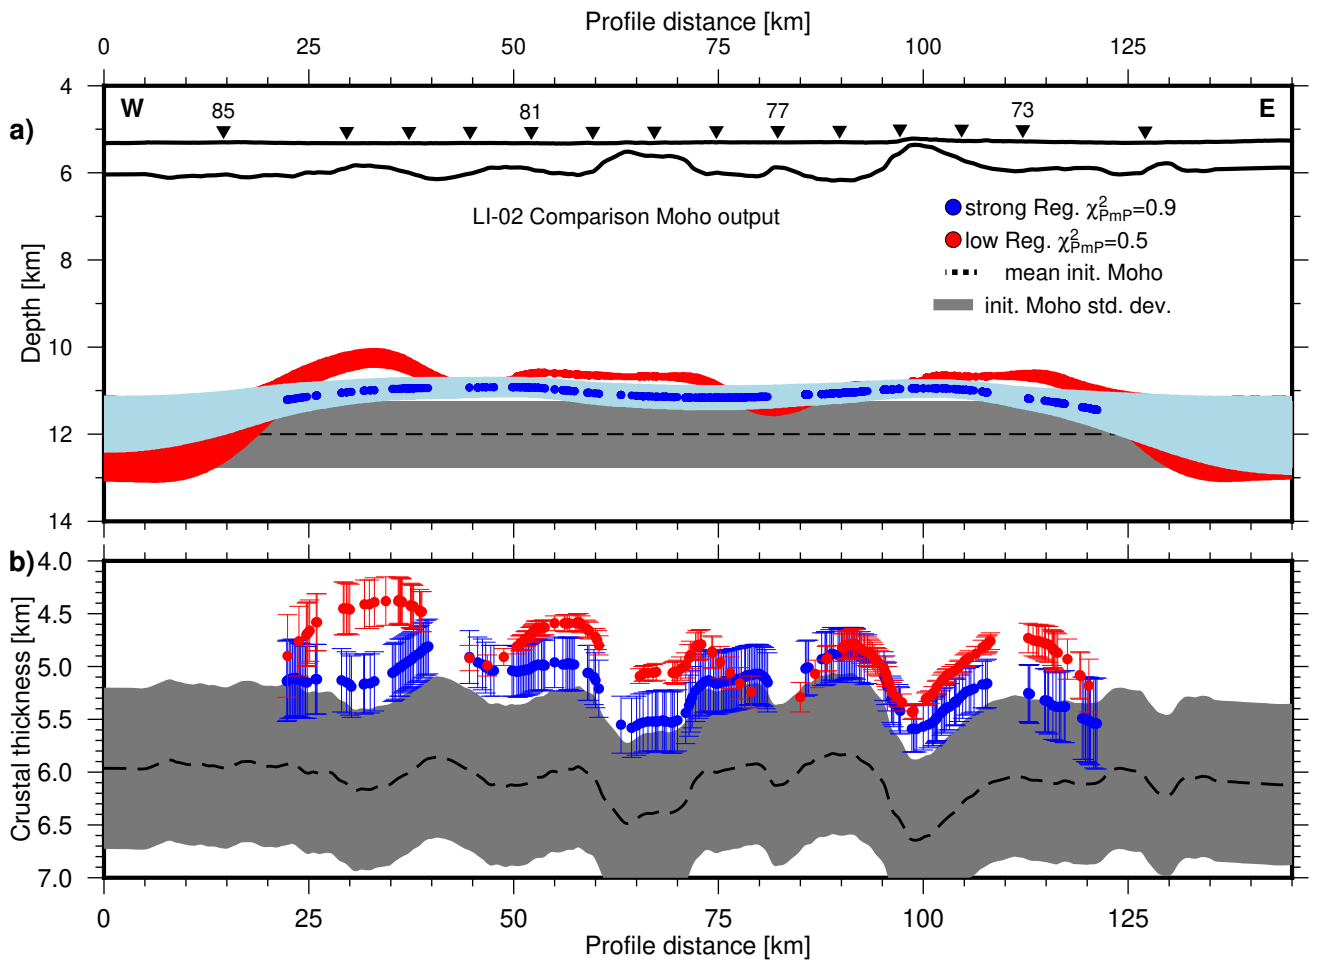 Profile distance [km]
0 25 50 75 100 125
a)
W
E
85 81 77 73
4
6
8
10
12
14
Depth [km]
LI-02 Comparison Moho output
strong Reg. χ²PmP=0.9
low Reg. χ²PmP=0.5
mean init. Moho
init. Moho std. dev.
b)
4.0
4.5
5.0
5.5
6.0
6.5
7.0
Crustal thickness [km]
0 25 50 75 100 125
Profile distance [km]